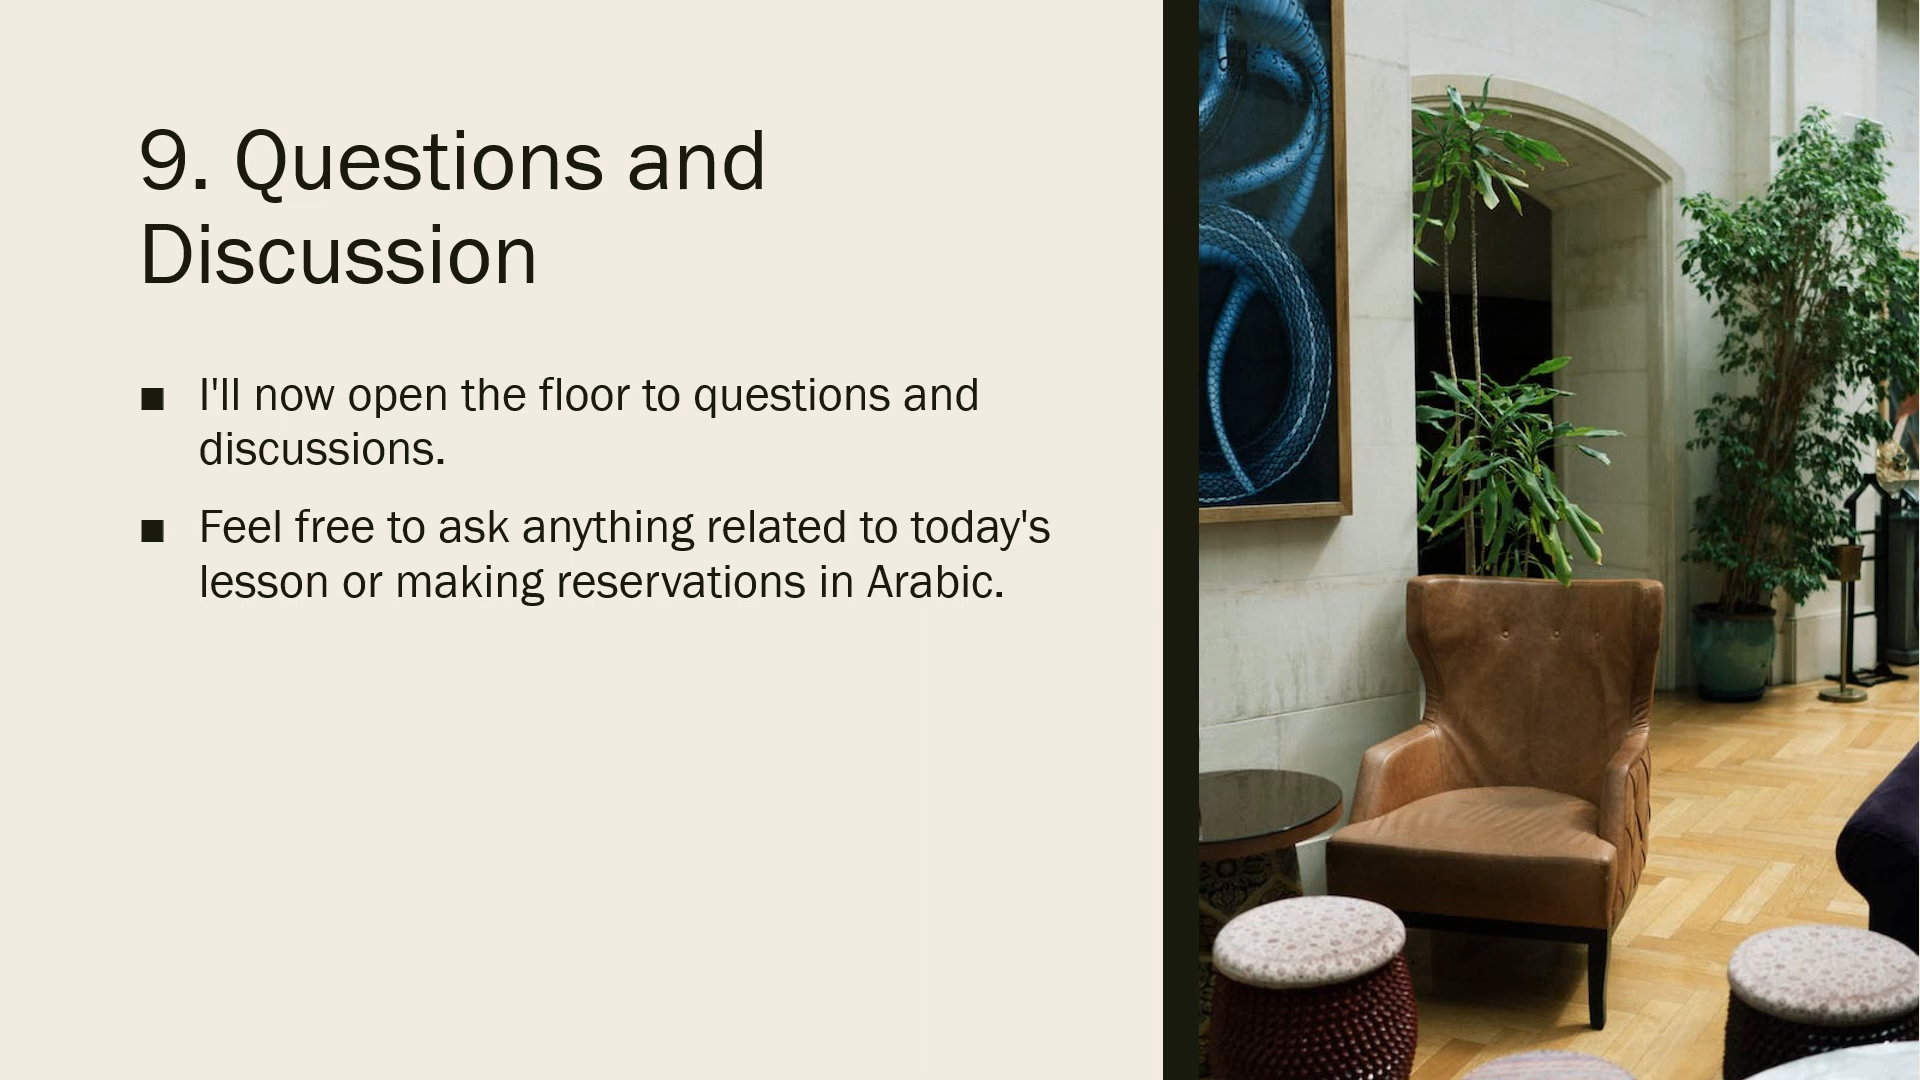 9. Questions and
Discussion
■ I'll now open the floor to questions and
discussions.
■ Feel free to ask anything related to today's
lesson or making reservations in Arabic.